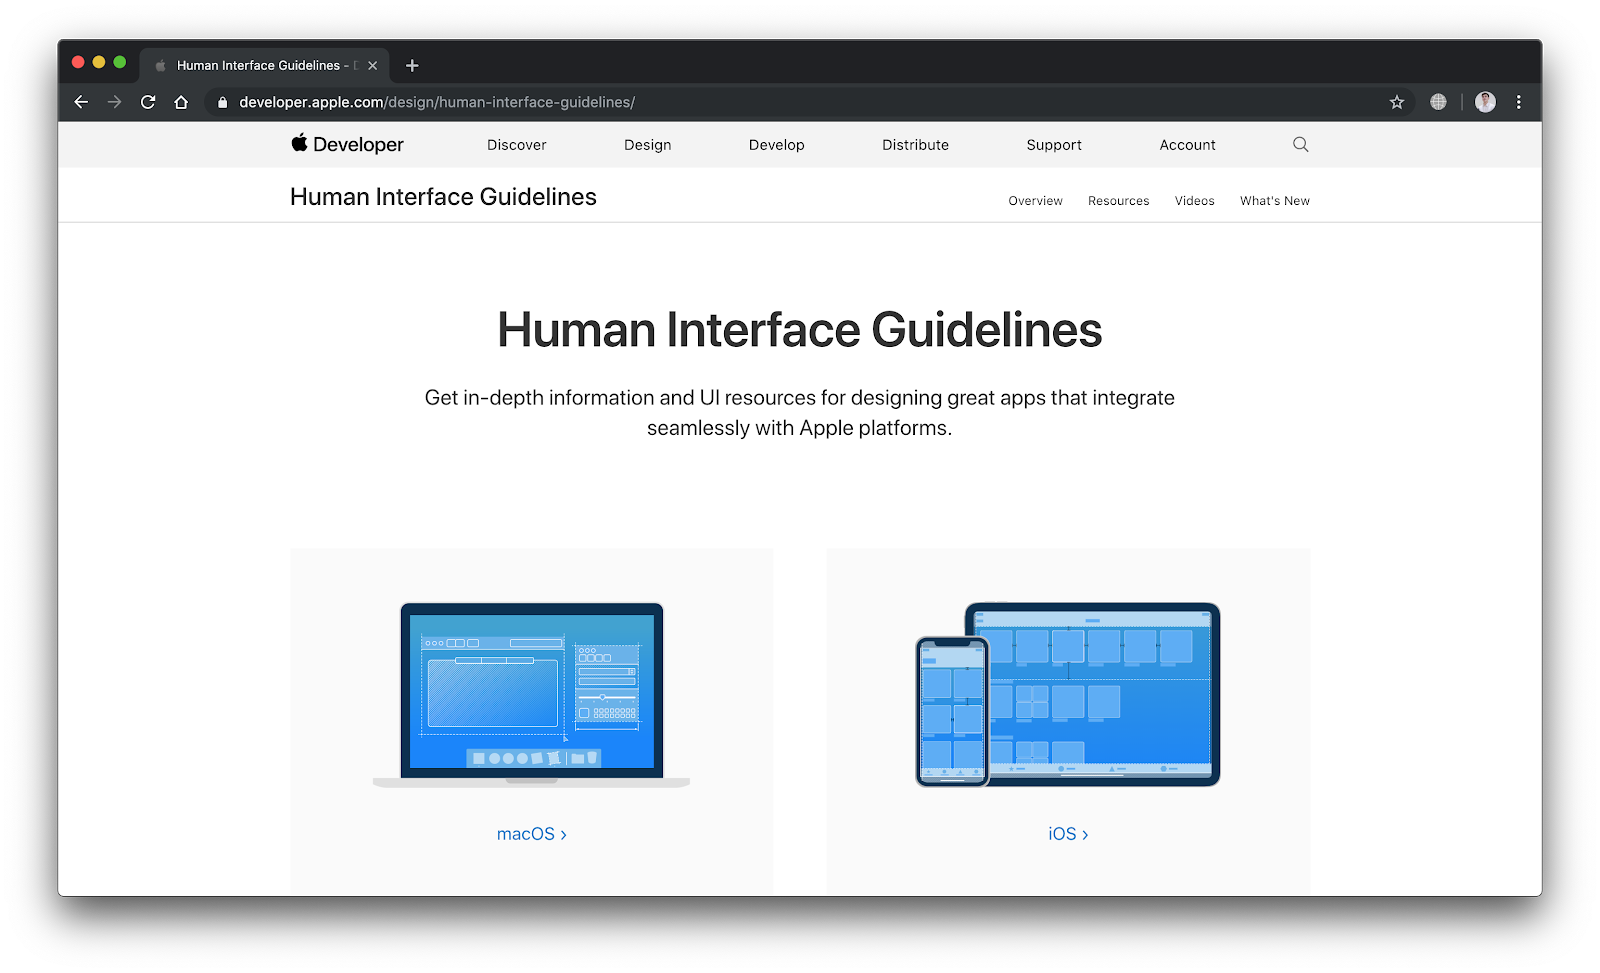 Human Interface Guidelines -
developer.apple.com/design/human-interface-guidelines/
Developer Discover Design Develop Distribute Support Account
Human Interface Guidelines Overview Resources Videos What's New
Human Interface Guidelines
Get in-depth information and UI resources for designing great apps that integrate
seamlessly with Apple platforms.
macOS › iOS ›